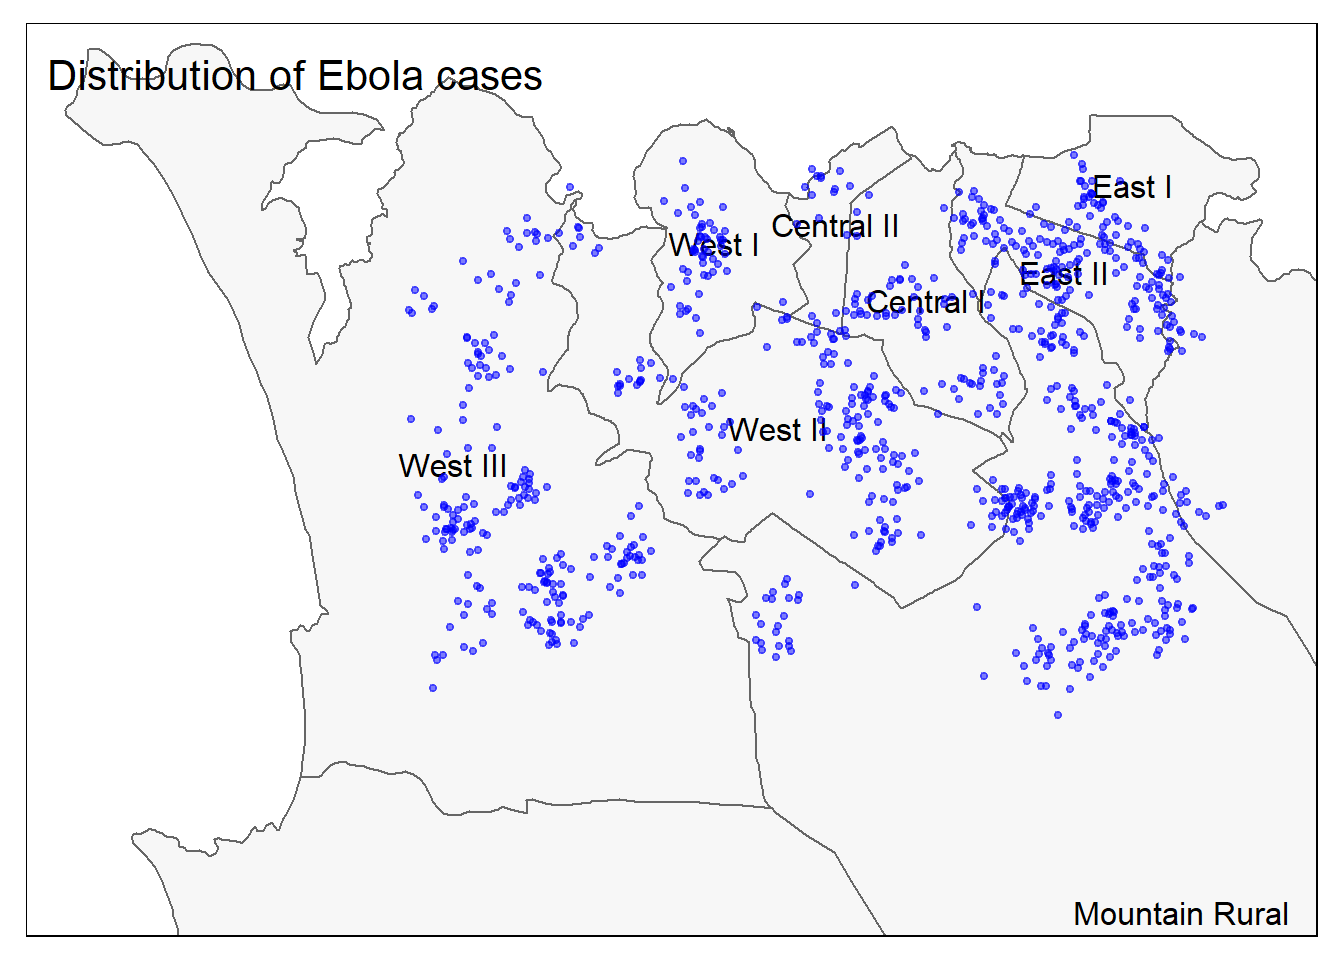 Distribution of Ebola cases
East I
Central II
West I
East II
Central I
West II
West III
Mountain Rural